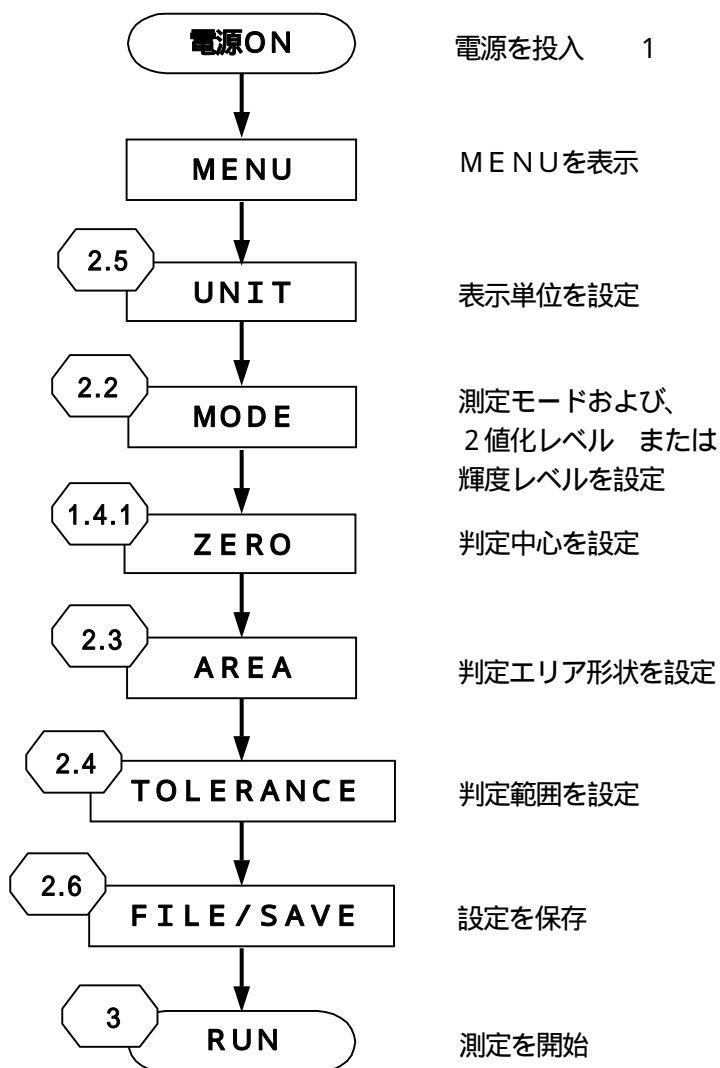 電源ON
電源を投入　　1
MENU
ＭＥＮＵを表示
2.5
UNIT
表示単位を設定
2.2
MODE
測定モードおよび、
２値化レベル　または
輝度レベルを設定
1.4.1
ZERO
判定中心を設定
2.3
AREA
判定エリア形状を設定
2.4
TOLERANCE
判定範囲を設定
2.6
FILE/SAVE
設定を保存
3
RUN
測定を開始